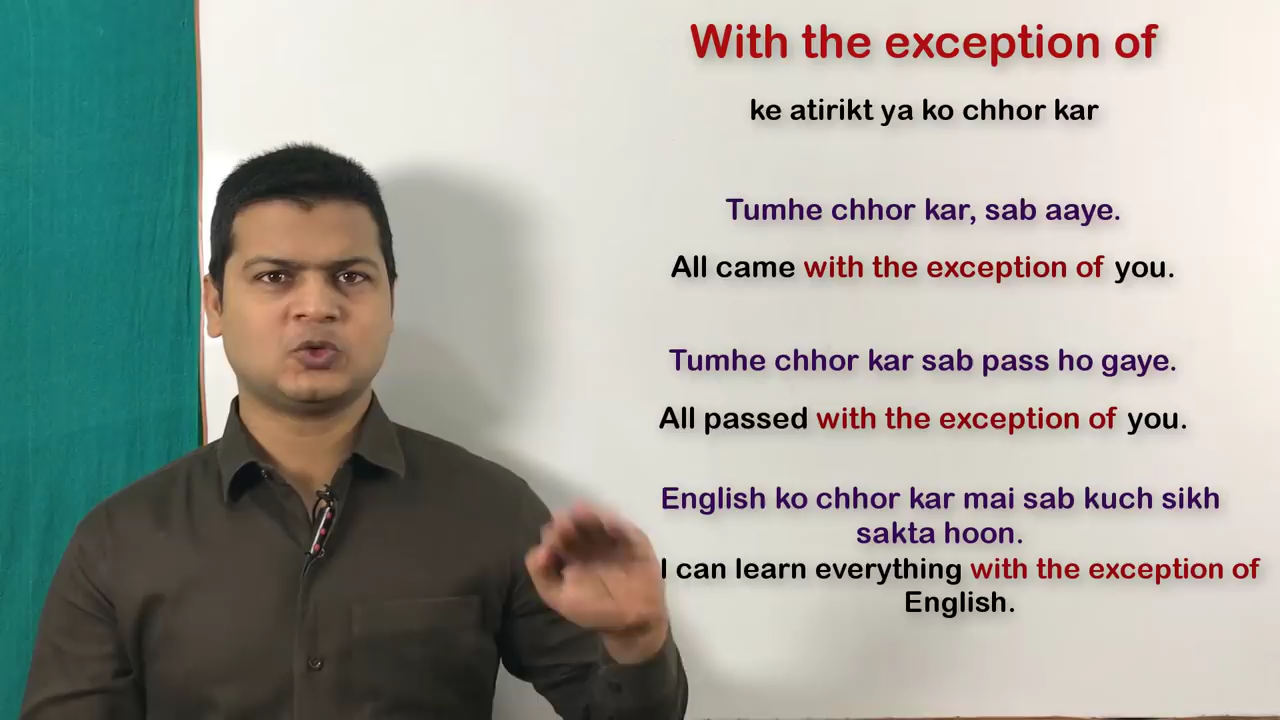 With the exception of
ke atirikt ya ko chhor kar
Tumhe chhor kar, sab aaye.
All came with the exception of you.
Tumhe chhor kar sab pass ho gaye.
All passed with the exception of you.
English ko chhor kar mai sab kuch sikh
sakta hoon.
I can learn everything with the exception of
English.